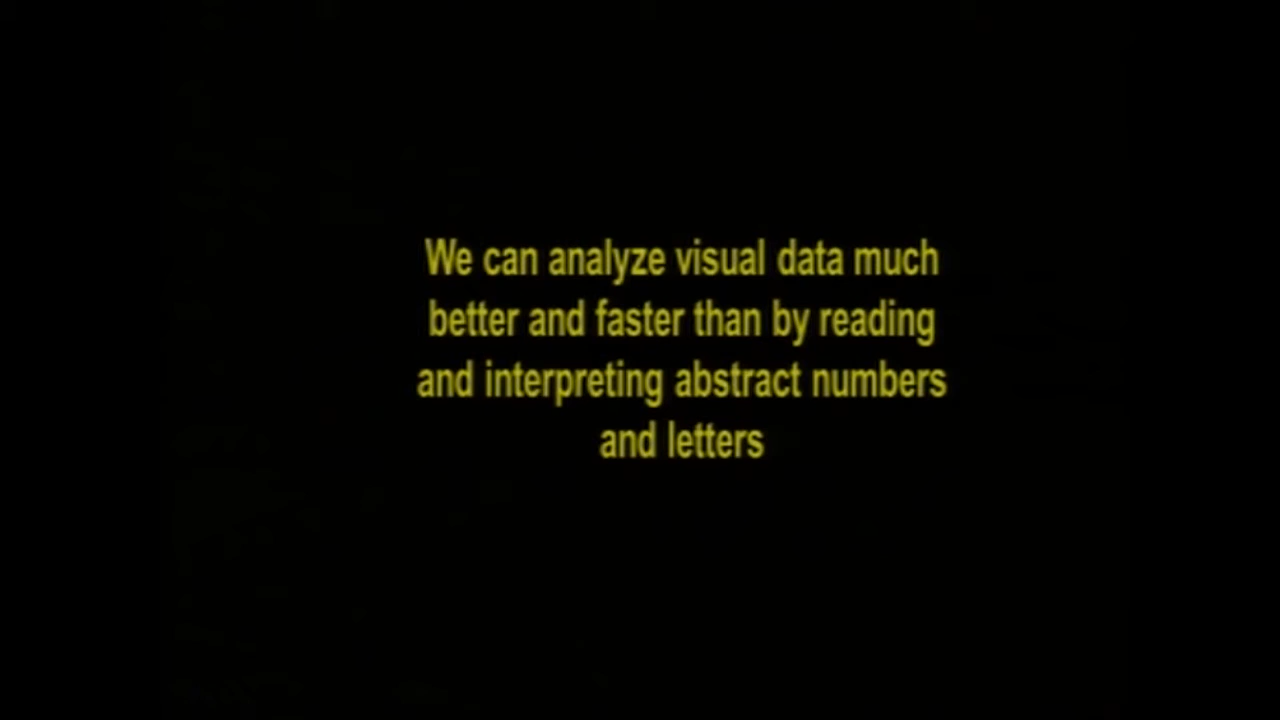 We can analyze visual data much
better and faster than by reading
and interpreting abstract numbers
and letters